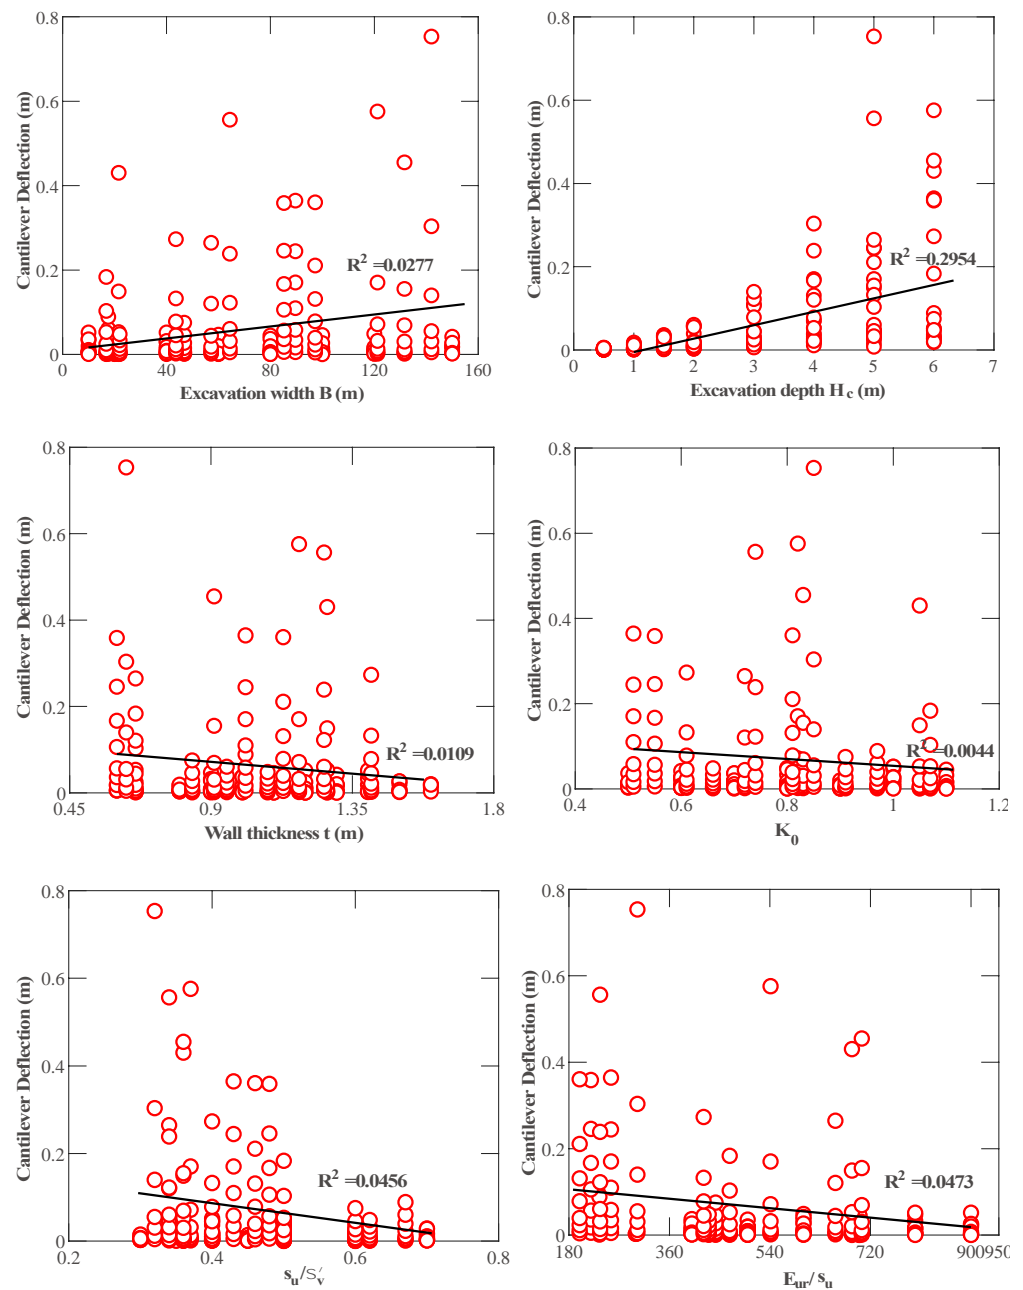 0.8
0.6
0.4
0.2
0
Cantilever Deflection (m)
R² =0.0277
0 40 80 120 160
Excavation width B (m)
0.8
0.6
0.4
0.2
0
Cantilever Deflection (m)
R² =0.2954
0 1 2 3 4 5 6 7
Excavation depth H c (m)
0.8
0.6
0.4
0.2
0
Cantilever Deflection (m)
R² =0.0109
0.45 0.9 1.35 1.8
Wall thickness t (m)
0.8
0.6
0.4
0.2
0
Cantilever Deflection (m)
R² =0.0044
0.4 0.6 0.8 1 1.2
K0
0.8
0.6
0.4
0.2
0
Cantilever Deflection (m)
R² =0.0456
0.2 0.4 0.6 0.8
su/S′v
0.8
0.6
0.4
0.2
0
Cantilever Deflection (m)
R² =0.0473
180 360 540 720 900950
Eur/ su